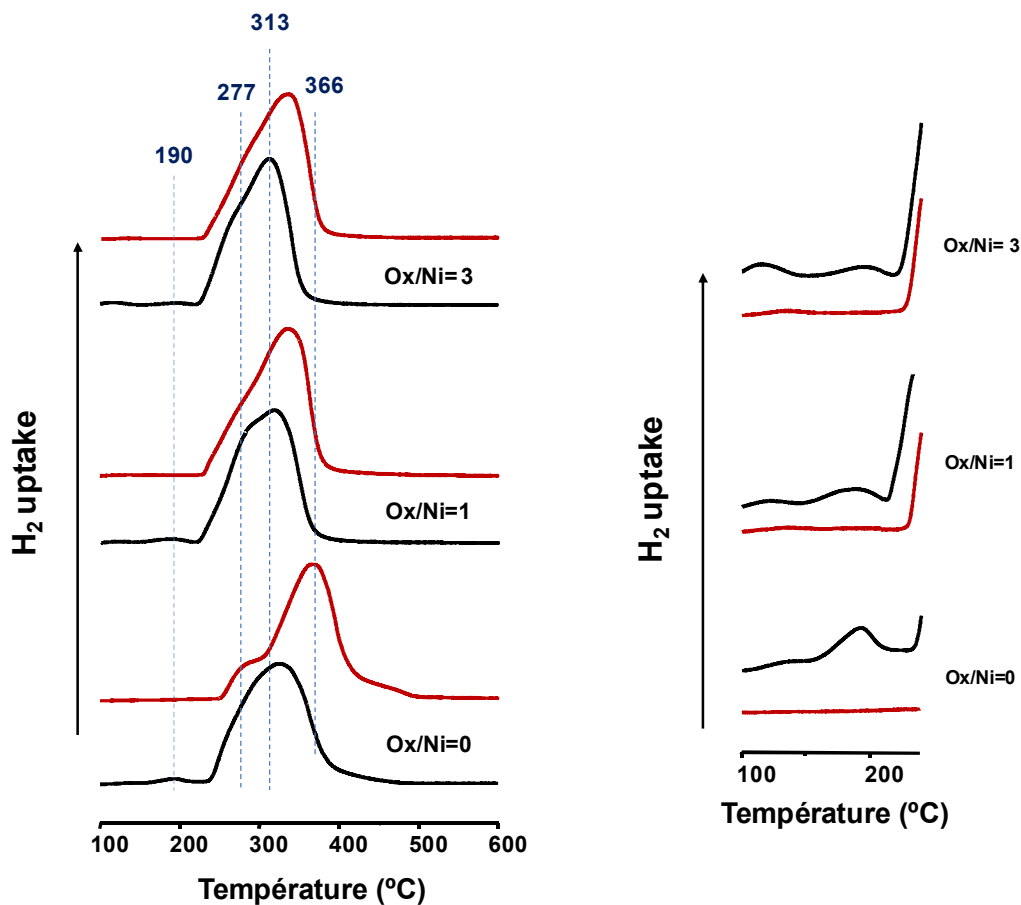 313
277
366
190
Ox/Ni= 3
Ox/Ni=1
Ox/Ni=0
H₂ uptake
100 200 300 400 500 600
Température (ºC)
Ox/Ni= 3
Ox/Ni=1
Ox/Ni=0
H₂ uptake
100 200
Température (ºC)